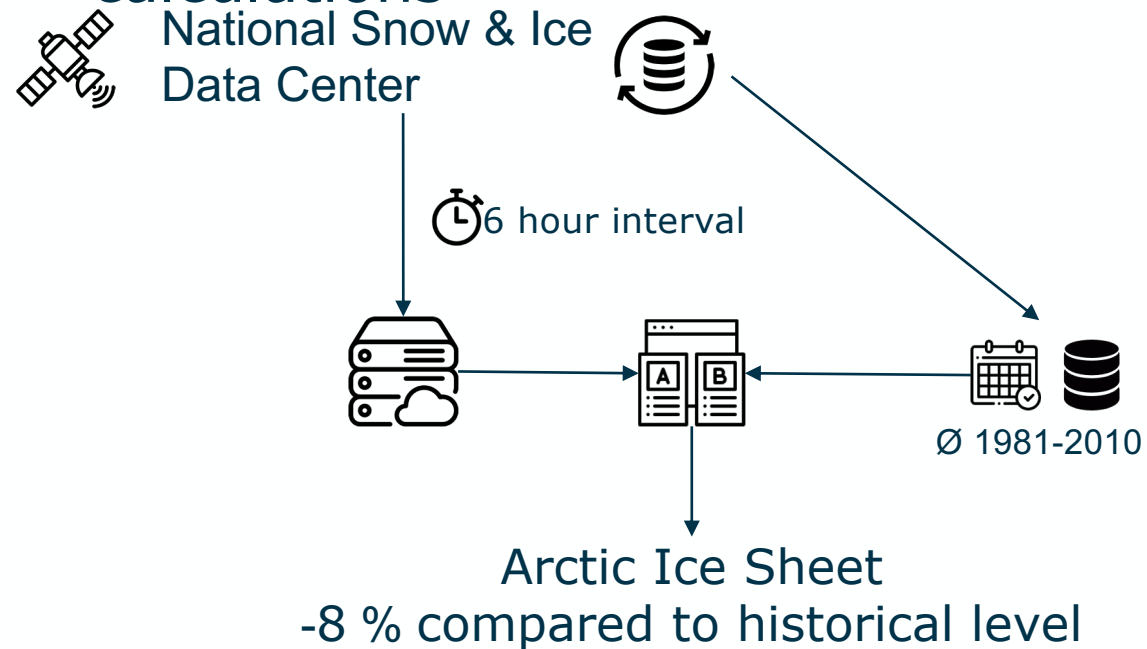 National Snow & Ice
Data Center
6 hour interval
A B
Ø 1981-2010
Arctic Ice Sheet
-8 % compared to historical level